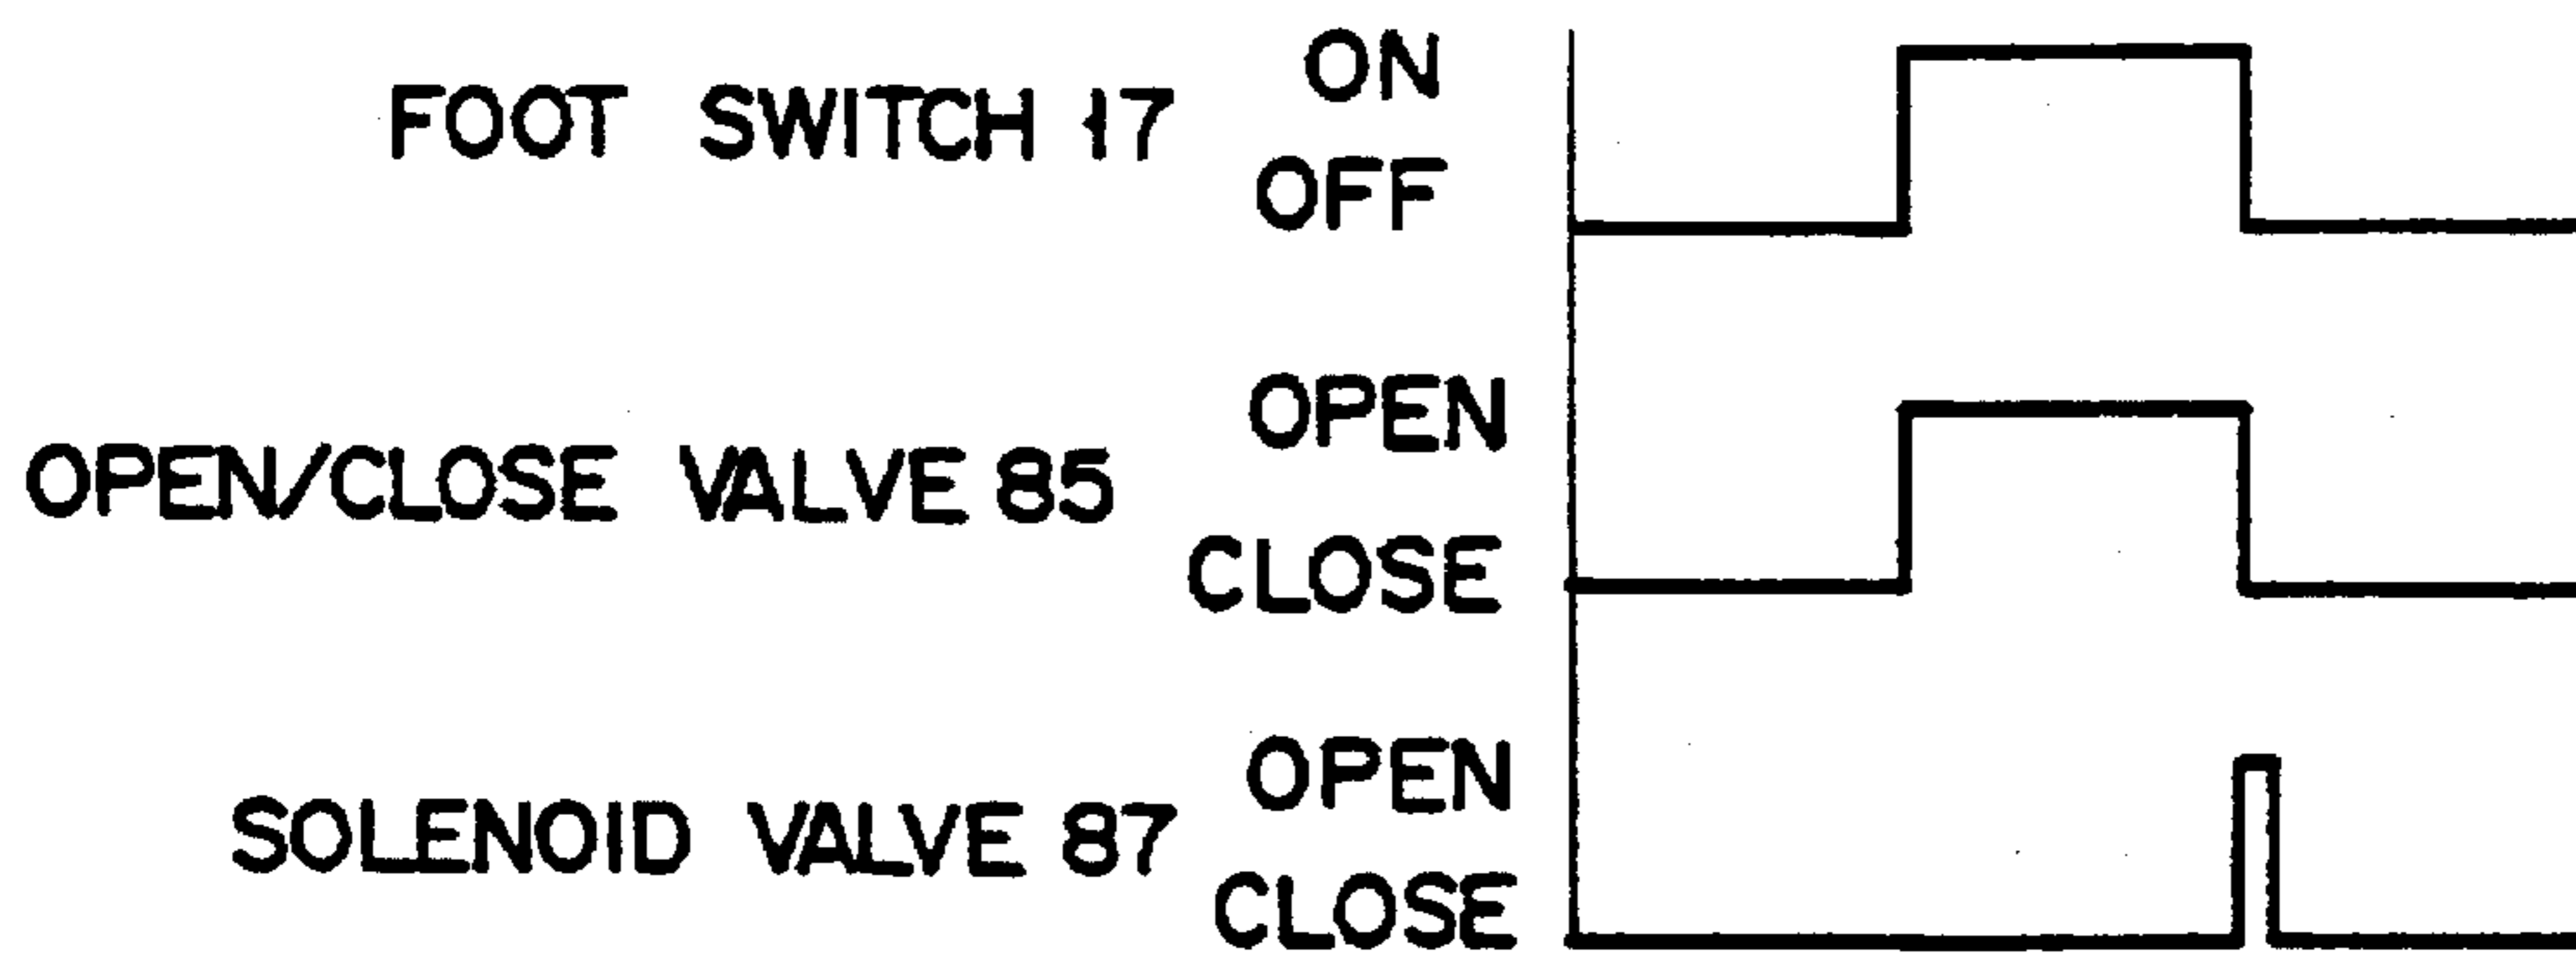 ON
FOOT SWITCH 17
OFF
OPEN
OPEN/CLOSE VALVE 85
CLOSE
OPEN
SOLENOID VALVE 87
CLOSE